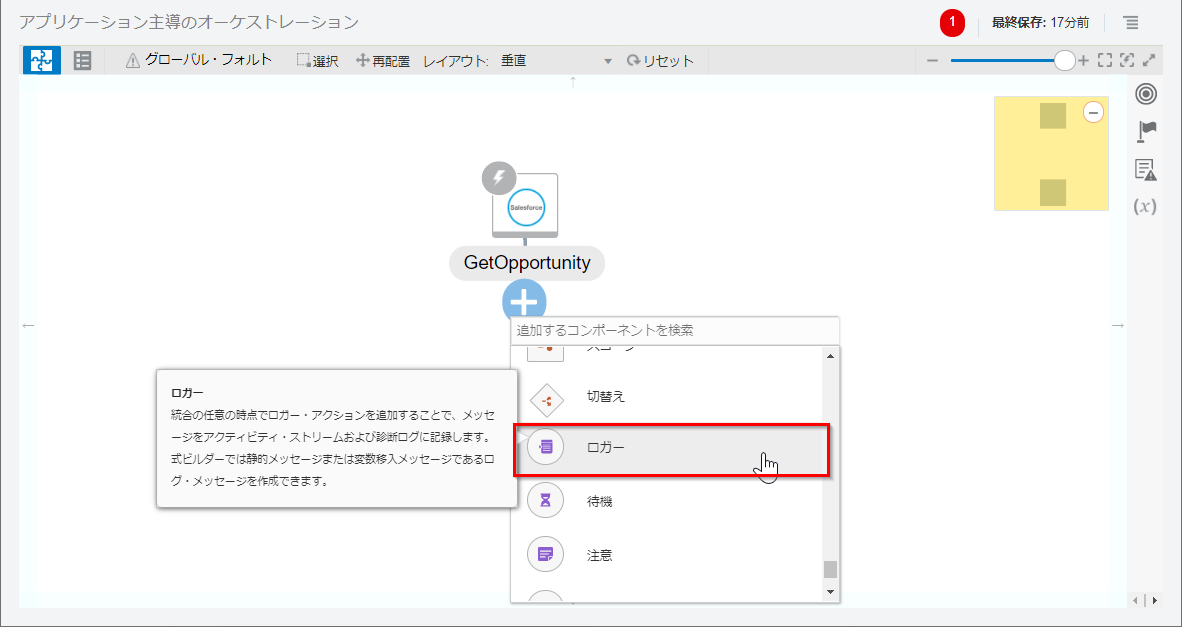 アプリケーション主導のオーケストレーション
1
最終保存: 17分前
グローバル・フォルト
選択
再配置
レイアウト:
垂直
リセット
Salesforce
(x)
GetOpportunity
追加するコンポーネントを検索
スコープ
切替え
ロガー
待機
注意
ロガー
統合の任意の時点でロガー・アクションを追加することで、メッセ
ージをアクティビティ・ストリームおよび診断ログに記録します。
式ビルダーでは静的メッセージまたは変数移入メッセージであるロ
グ・メッセージを作成できます。